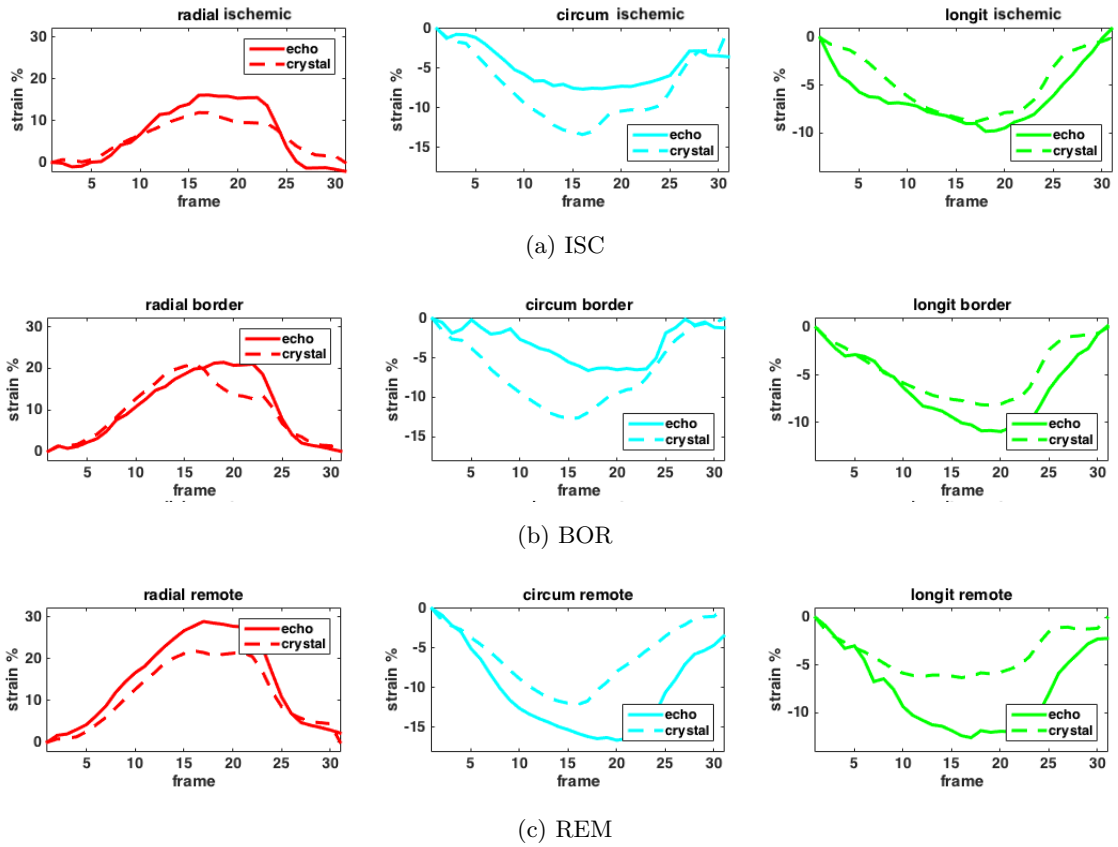 radial ischemic
circum ischemic
longit ischemic
strain %
30
20
10
0
echo
crystal
5 10 15 20 25 30
frame
strain %
0
-5
-10
-15
echo
crystal
5 10 15 20 25 30
frame
strain %
0
-5
-10
echo
crystal
5 10 15 20 25 30
frame
(a) ISC
radial border
circum border
longit border
strain %
30
20
10
0
echo
crystal
5 10 15 20 25 30
frame
strain %
0
-5
-10
-15
echo
crystal
5 10 15 20 25 30
frame
strain %
0
-5
-10
echo
crystal
5 10 15 20 25 30
frame
(b) BOR
radial remote
circum remote
longit remote
strain %
30
20
10
0
echo
crystal
5 10 15 20 25 30
frame
strain %
0
-5
-10
-15
echo
crystal
5 10 15 20 25 30
frame
strain %
0
-5
-10
echo
crystal
5 10 15 20 25 30
frame
(c) REM